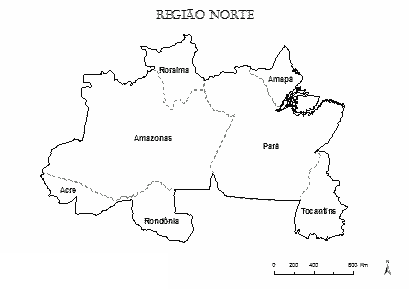 REGIÃO NORTE
Roraima
Amapá
Amazonas
Pará
Acre
Rondônia
Tocantins
0 200 400 800 Km
N